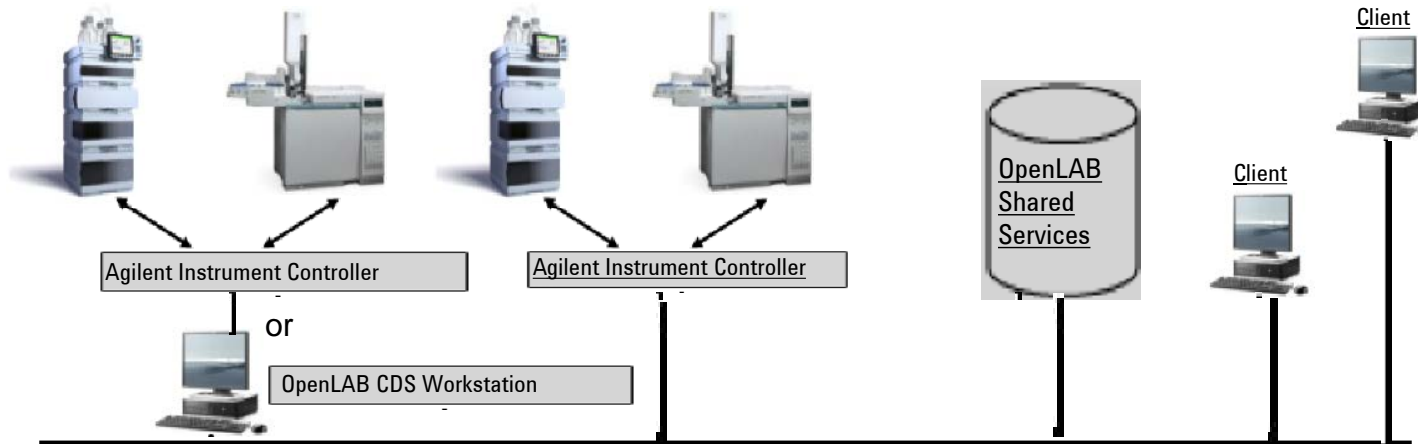 Client
Client
OpenLAB
Shared
Services
Agilent Instrument Controller
Agilent Instrument Controller
or
OpenLAB CDS Workstation